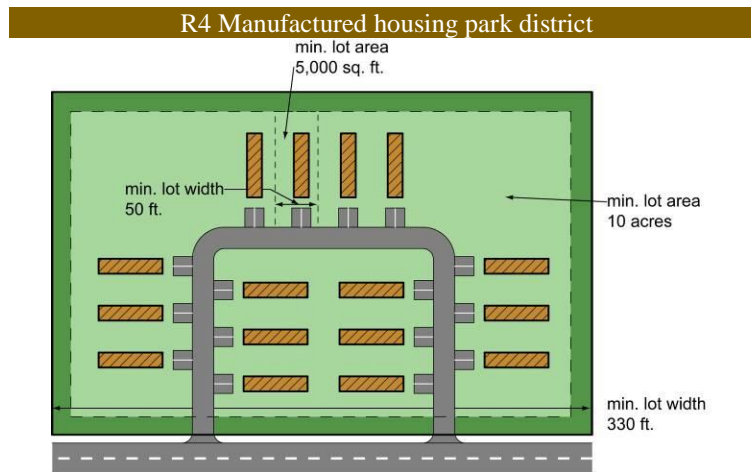 R4 Manufactured housing park district
min. lot area
5,000 sq. ft.
min. lot width
50 ft.
min. lot area
10 acres
min. lot width
330 ft.